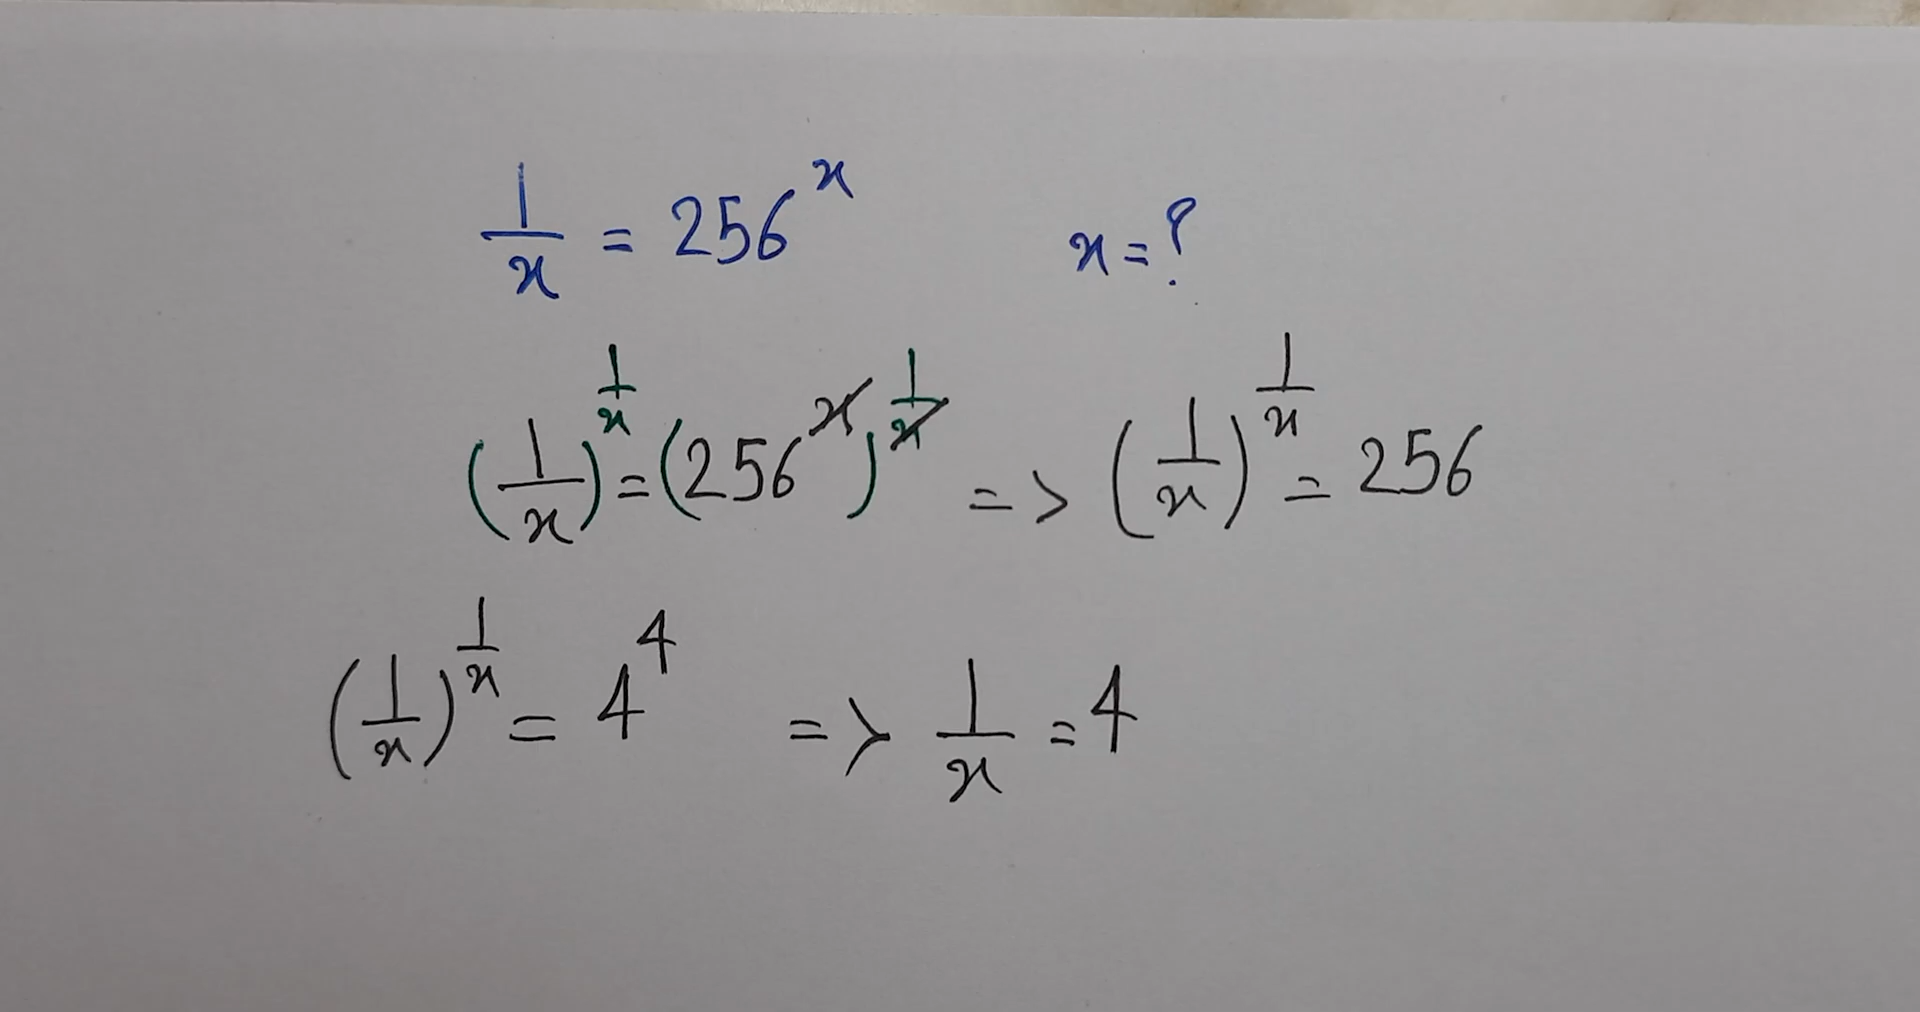 1/x = 256^x    x = ?
(1/x)^(1/x) = (256^x)^(1/x) => (1/x)^(1/x) = 256
(1/x)^(1/x) = 4^4 => 1/x = 4